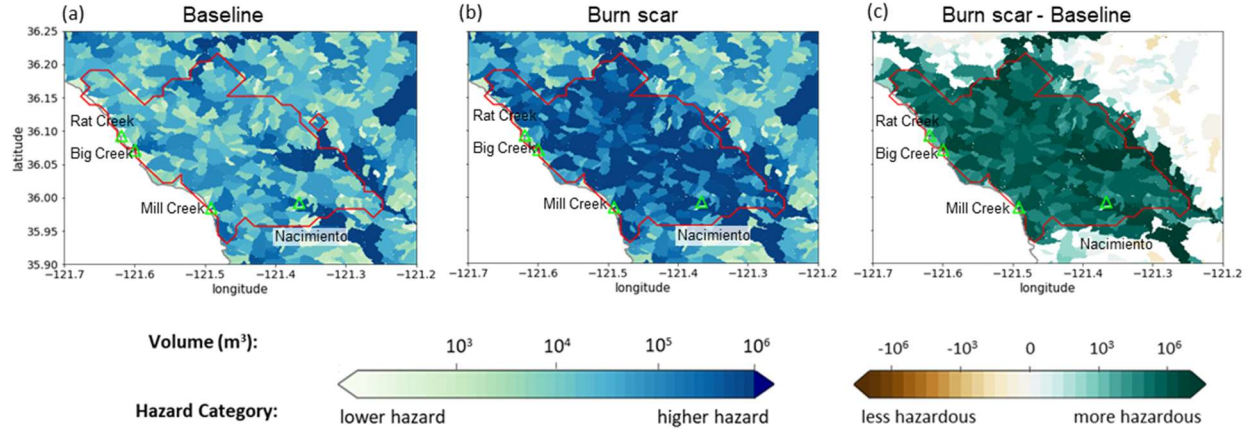 (a) Baseline
(b) Burn scar
(c) Burn scar - Baseline
36.25
36.20
36.15
36.10
36.05
36.00
35.95
35.90
latitude
Rat Creek
Big Creek
Mill Creek
Nacimiento
−121.7 −121.6 −121.5 −121.4 −121.3 −121.2
longitude
Rat Creek
Big Creek
Mill Creek
Nacimiento
−121.7 −121.6 −121.5 −121.4 −121.3 −121.2
longitude
Rat Creek
Big Creek
Mill Creek
Nacimiento
−121.7 −121.6 −121.5 −121.4 −121.3 −121.2
longitude
Volume (m³): 10³ 10⁴ 10⁵ 10⁶
-10⁶ -10³ 0 10³ 10⁶
Hazard Category: lower hazard higher hazard
less hazardous more hazardous